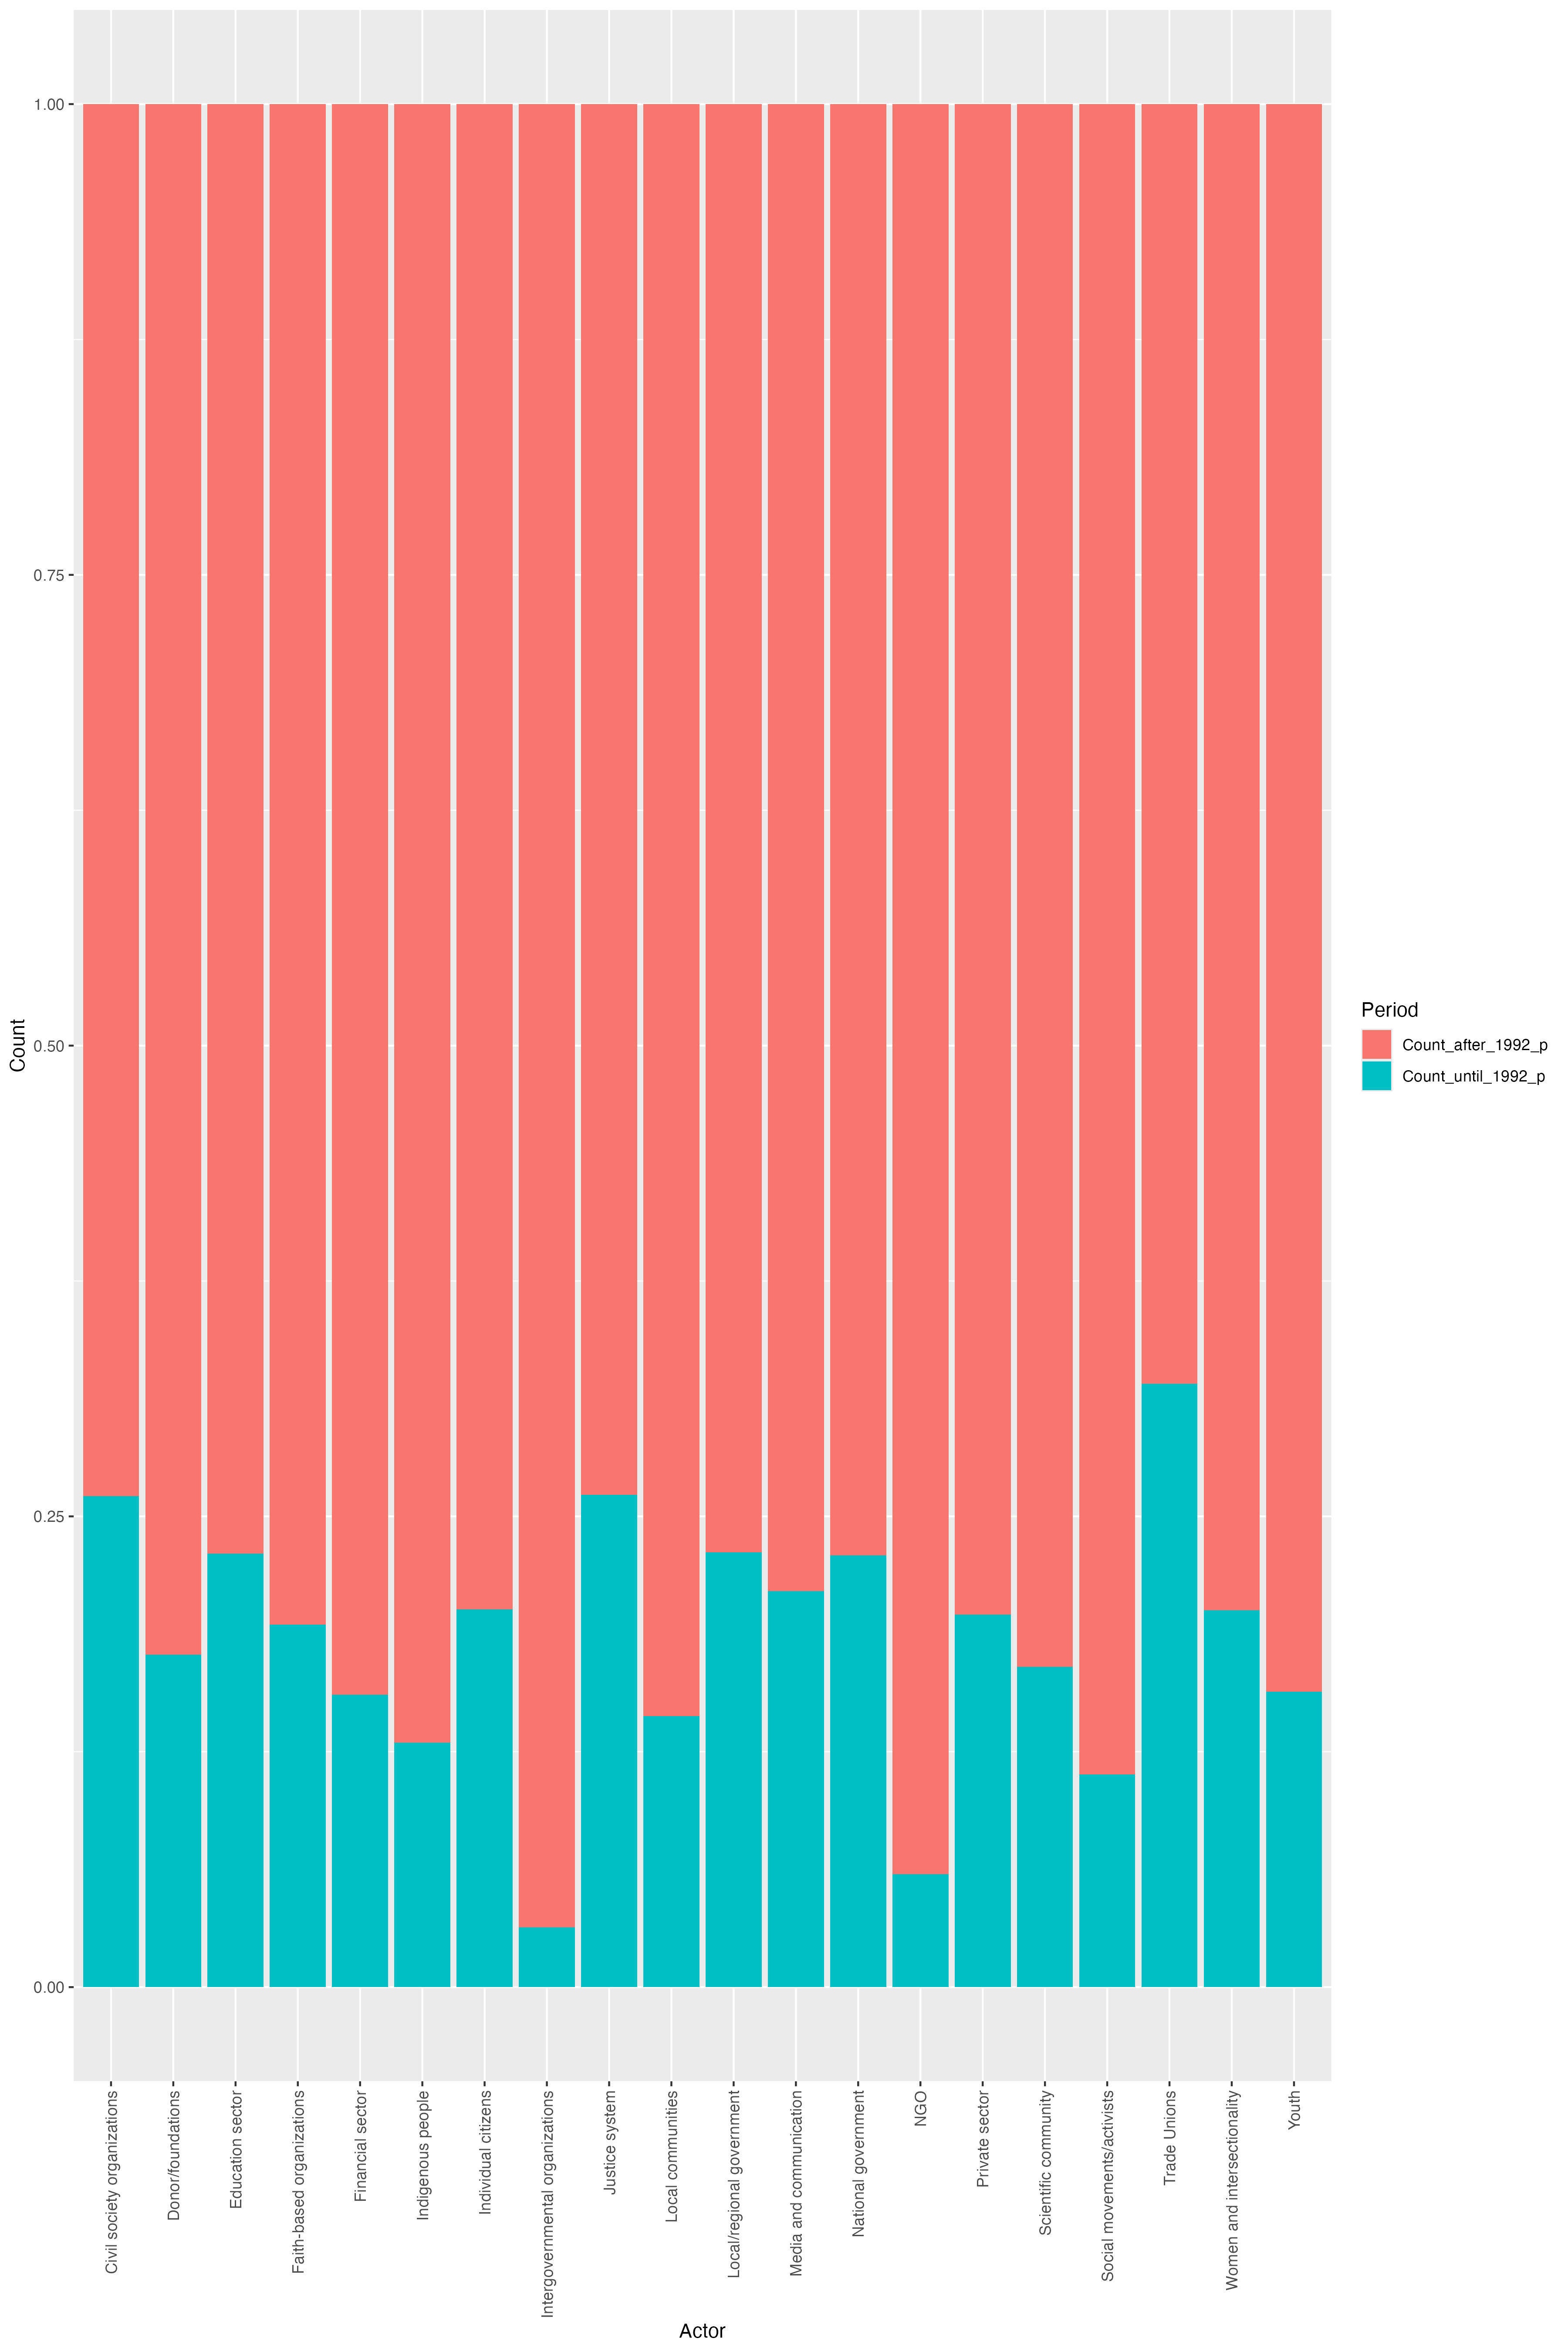 1.00
0.75
0.50
0.25
0.00
Count
Civil society organizations
Donor/foundations
Education sector
Faith-based organizations
Financial sector
Indigenous people
Individual citizens
Intergovernmental organizations
Justice system
Local communities
Local/regional government
Media and communication
National government
NGO
Private sector
Scientific community
Social movements/activists
Trade Unions
Women and intersectionality
Youth
Actor
Period
Count_after_1992_p
Count_until_1992_p